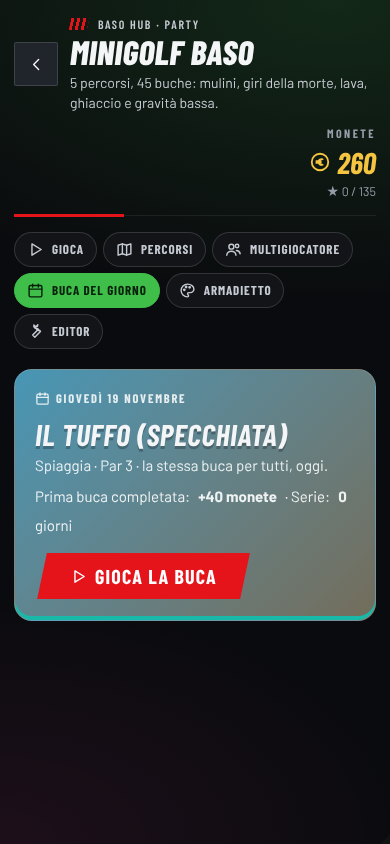 BASO HUB · PARTY
MINIGOLF BASO
5 percorsi, 45 buche: mulini, giri della morte, lava,
ghiaccio e gravità bassa.
MONETE
260
★ 0 / 135
GIOCA
PERCORSI
MULTIGIOCATORE
BUCA DEL GIORNO
ARMADIETTO
EDITOR
GIOVEDÌ 19 NOVEMBRE
IL TUFFO (SPECCHIATA)
Spiaggia · Par 3 · la stessa buca per tutti, oggi.
Prima buca completata: +40 monete · Serie: 0
giorni
GIOCA LA BUCA